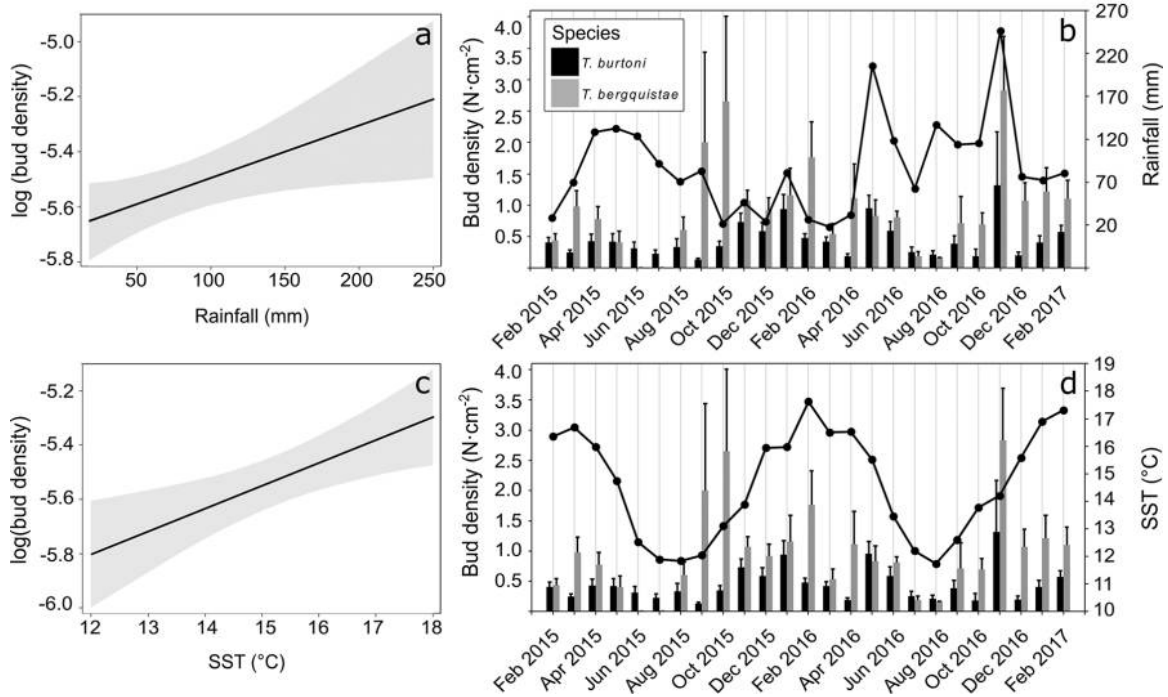 a
log (bud density)
-5.0
-5.2
-5.4
-5.6
-5.8
50
100
150
200
250
Rainfall (mm)
b
Species
T. burtoni
T. bergquistae
Bud density (N·cm⁻²)
4.0
3.5
3.0
2.5
2.0
1.5
1.0
0.5
270
220
170
120
70
20
Rainfall (mm)
Feb 2015
Apr 2015
Jun 2015
Aug 2015
Oct 2015
Dec 2015
Feb 2016
Apr 2016
Jun 2016
Aug 2016
Oct 2016
Dec 2016
Feb 2017
c
log(bud density)
-5.2
-5.4
-5.6
-5.8
-6.0
12
13
14
15
16
17
18
SST (°C)
d
Bud density (N·cm⁻²)
4.0
3.5
3.0
2.5
2.0
1.5
1.0
0.5
19
18
17
16
15
14
13
12
11
10
SST (°C)
Feb 2015
Apr 2015
Jun 2015
Aug 2015
Oct 2015
Dec 2015
Feb 2016
Apr 2016
Jun 2016
Aug 2016
Oct 2016
Dec 2016
Feb 2017